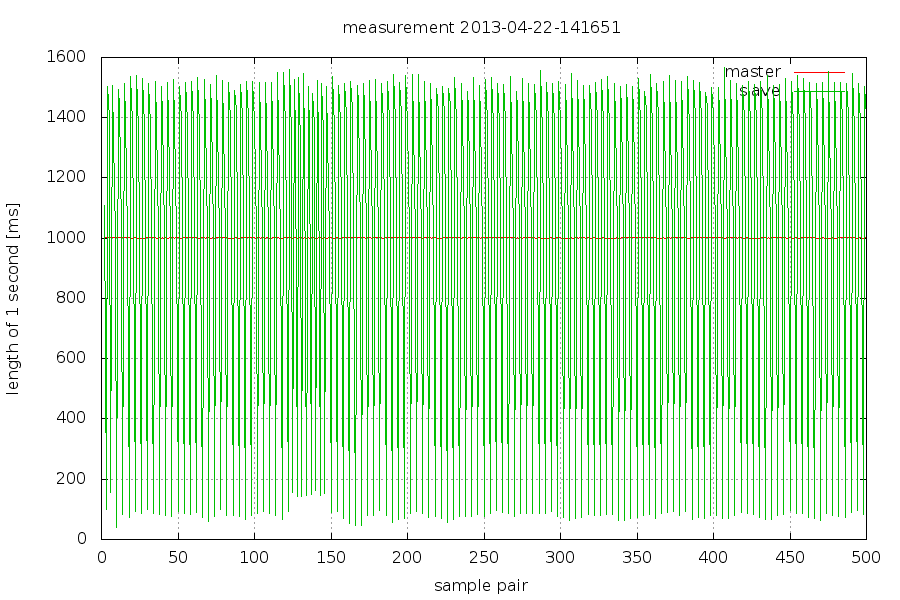 measurement 2013-04-22-141651
1600
1400
1200
1000
800
600
400
200
0
length of 1 second [ms]
master
slave
0 50 100 150 200 250 300 350 400 450 500
sample pair